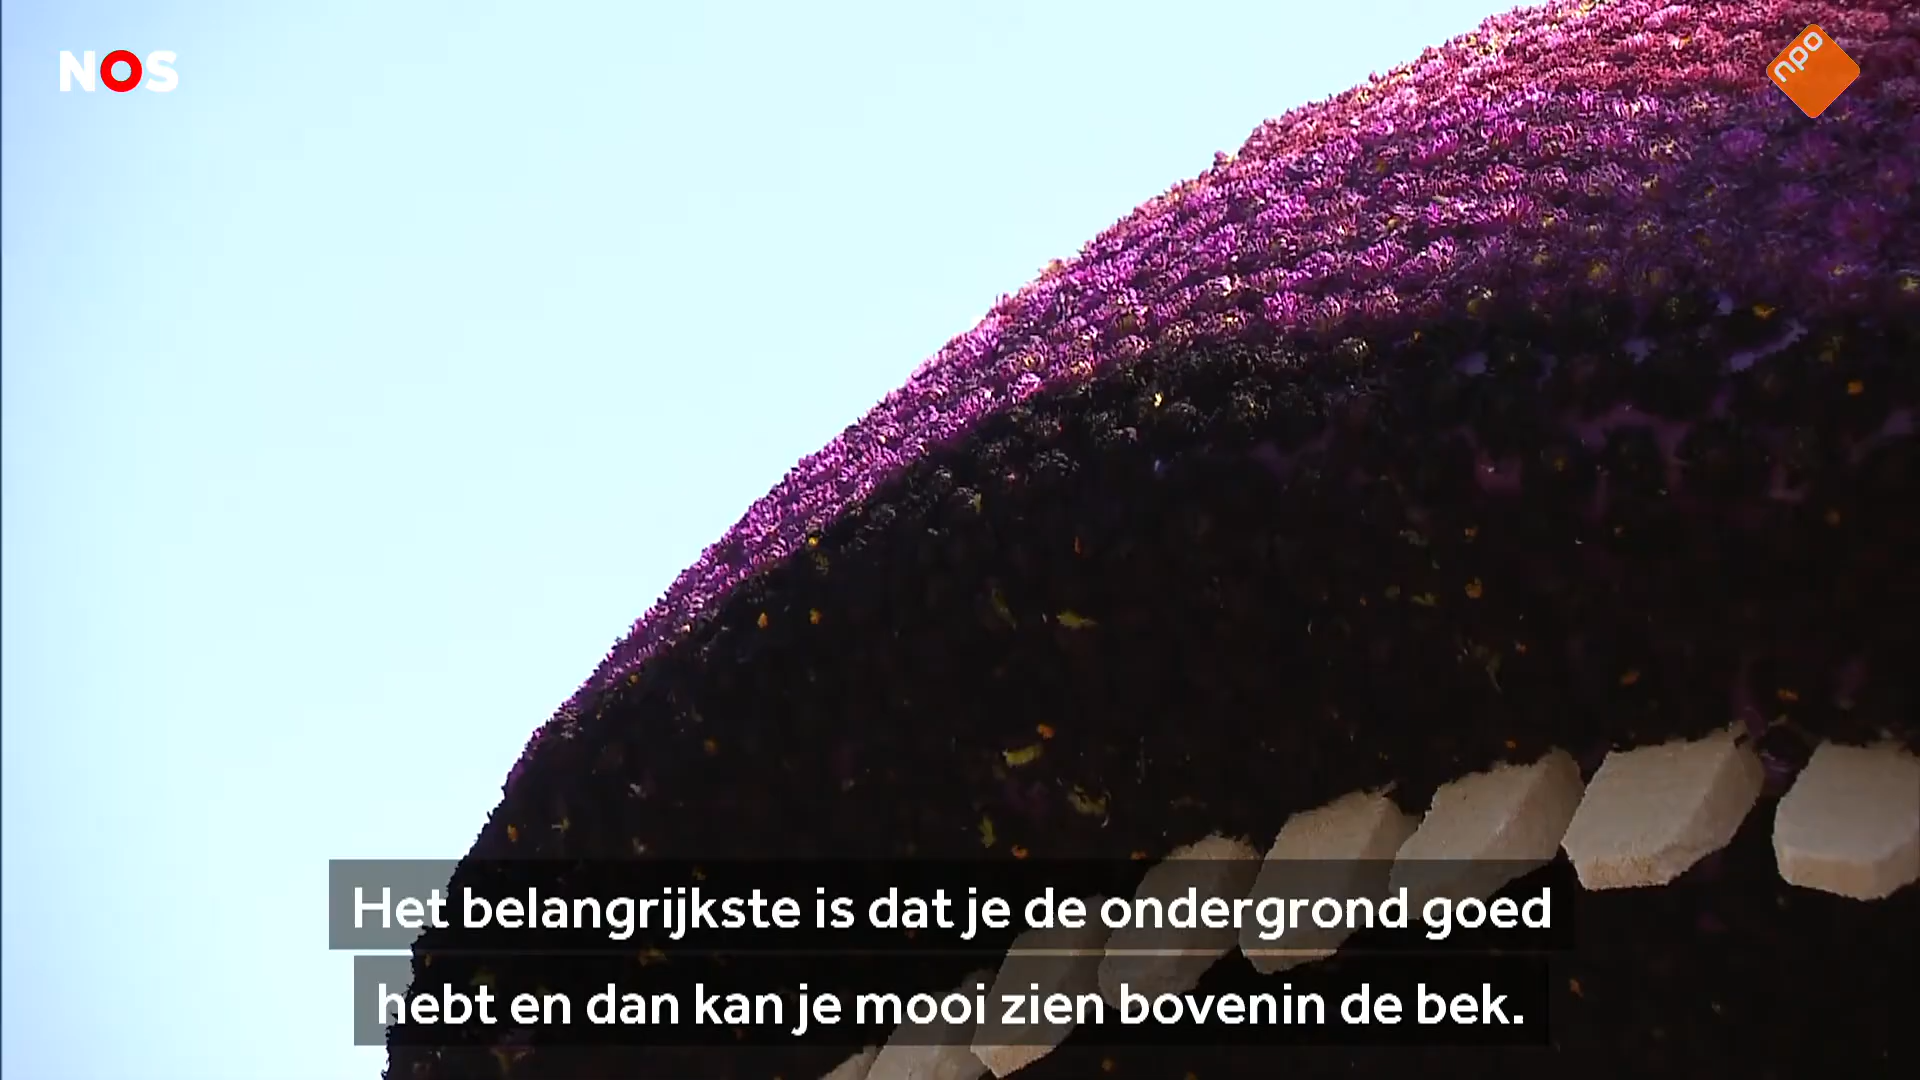 NOS
npo
Het belangrijkste is dat je de ondergrond goed
hebt en dan kan je mooi zien bovenin de bek.